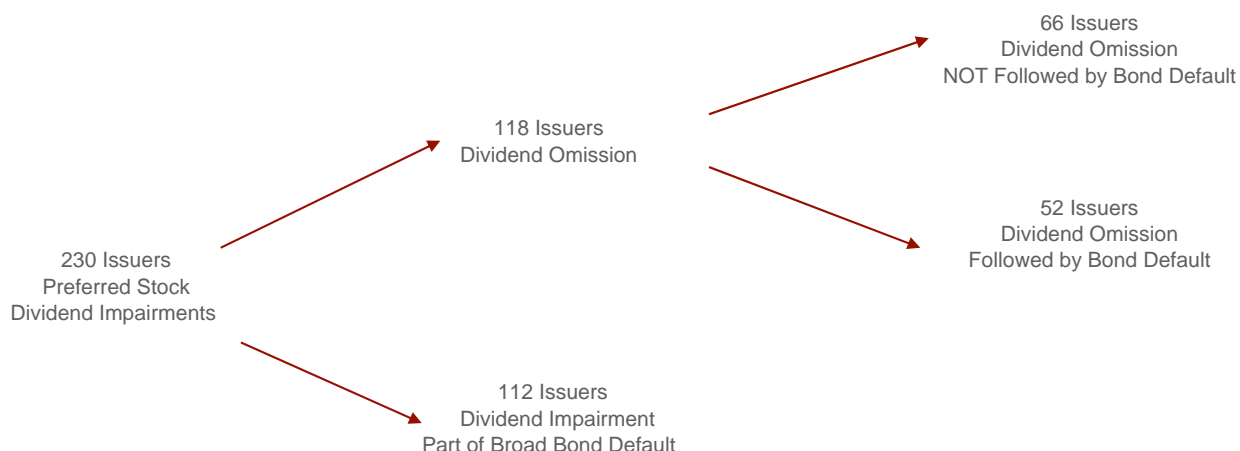 230 Issuers
Preferred Stock
Dividend Impairments
118 Issuers
Dividend Omission
112 Issuers
Dividend Impairment
Part of Broad Bond Default
66 Issuers
Dividend Omission
NOT Followed by Bond Default
52 Issuers
Dividend Omission
Followed by Bond Default